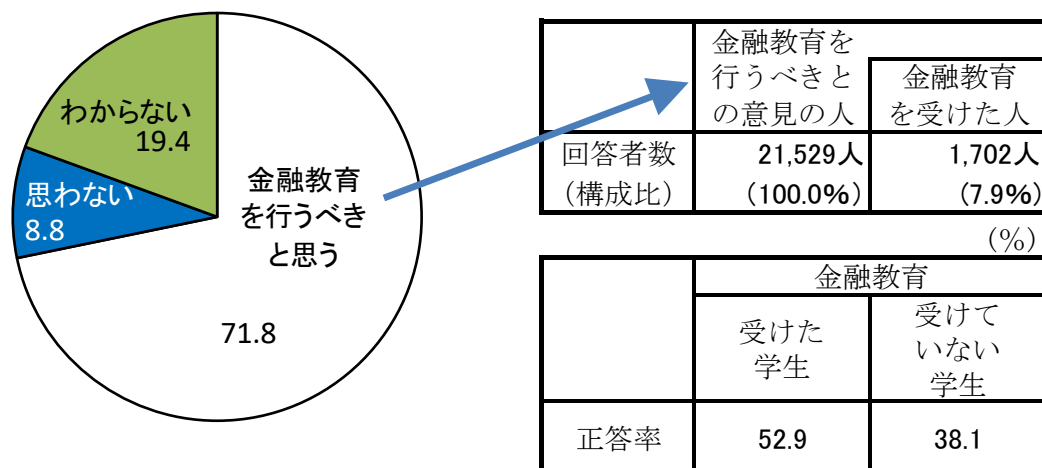 わからない
19.4
思わない
8.8
金融教育
を行うべき
と思う
71.8
金融教育を
行うべきと
の意見の人
金融教育
を受けた人
回答者数
21,529人
1,702人
(構成比)
(100.0%)
(7.9%)
(%)
金融教育
受けた
学生
受けて
いない
学生
正答率
52.9
38.1